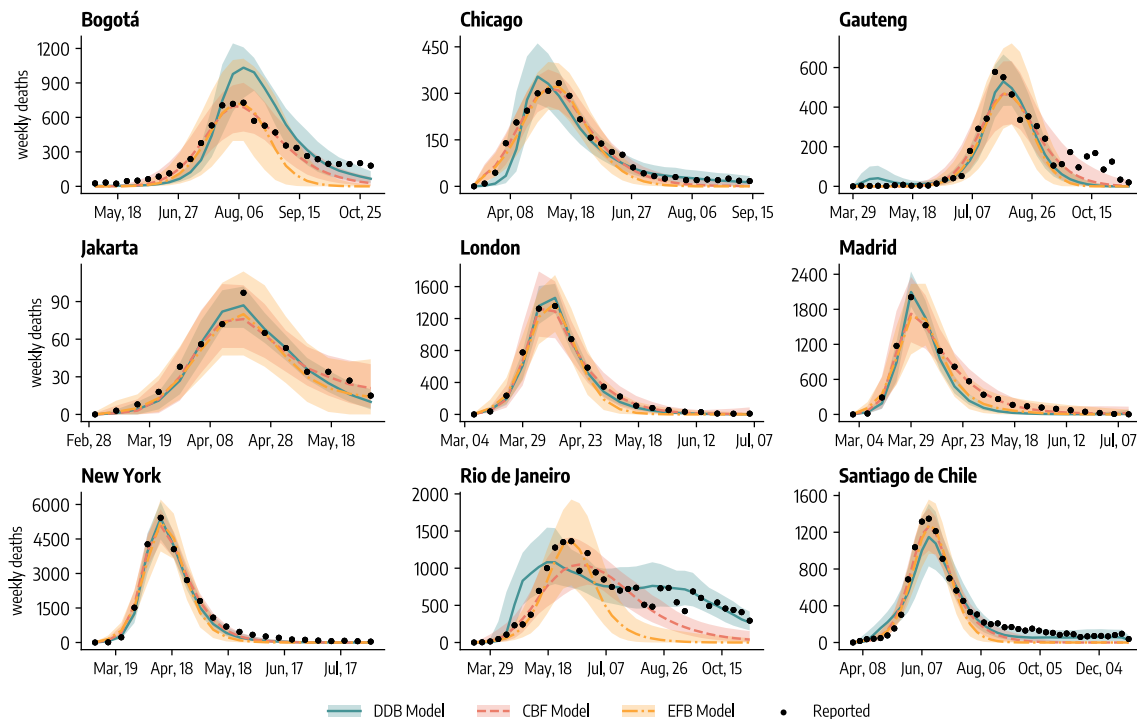 Bogotá
Chicago
Gauteng
weekly deaths
1200
900
600
300
0
May, 18
Jun, 27
Aug, 06
Sep, 15
Oct, 25
450
300
150
0
Apr, 08
May, 18
Jun, 27
Aug, 06
Sep, 15
600
400
200
0
Mar, 29
May, 18
Jul, 07
Aug, 26
Oct, 15
Jakarta
London
Madrid
weekly deaths
90
60
30
0
Feb, 28
Mar, 19
Apr, 08
Apr, 28
May, 18
1600
1200
800
400
0
Mar, 04
Mar, 29
Apr, 23
May, 18
Jun, 12
Jul, 07
2400
1800
1200
600
0
Mar, 04
Mar, 29
Apr, 23
May, 18
Jun, 12
Jul, 07
New York
Rio de Janeiro
Santiago de Chile
weekly deaths
6000
4500
3000
1500
0
Mar, 19
Apr, 18
May, 18
Jun, 17
Jul, 17
2000
1500
1000
500
0
Mar, 29
May, 18
Jul, 07
Aug, 26
Oct, 15
1600
1200
800
400
0
Apr, 08
Jun, 07
Aug, 06
Oct, 05
Dec, 04
DDB Model
CBF Model
EFB Model
Reported